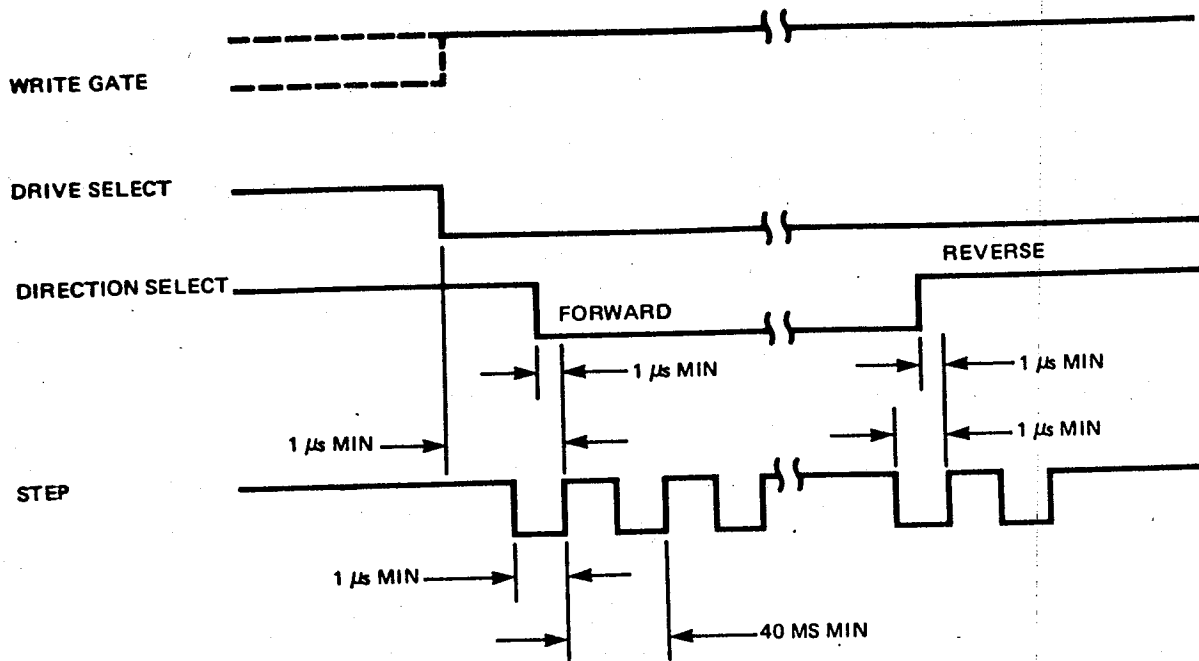 WRITE GATE
DRIVE SELECT
REVERSE
DIRECTION SELECT
FORWARD
1 μs MIN
1 μs MIN
1 μs MIN
1 μs MIN
STEP
1 μs MIN
40 MS MIN